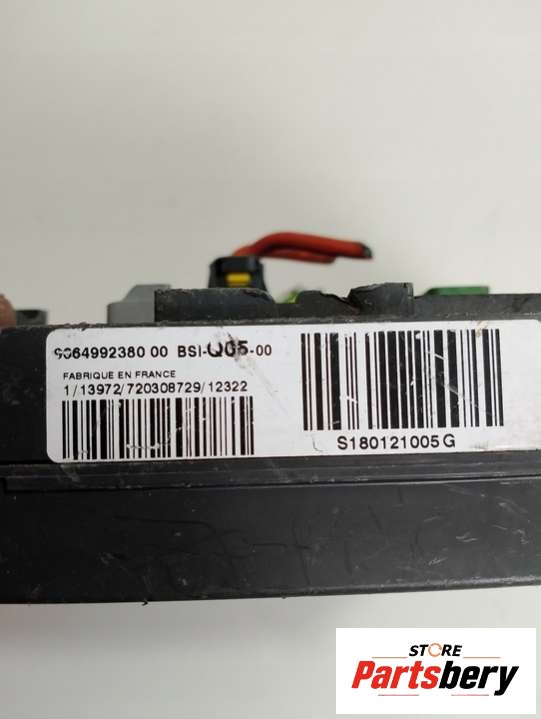 9664992380 00 BSI-Q05-00
FABRIQUE EN FRANCE
1/13972/720308729/12322
S180121005G
STORE
Partsbery